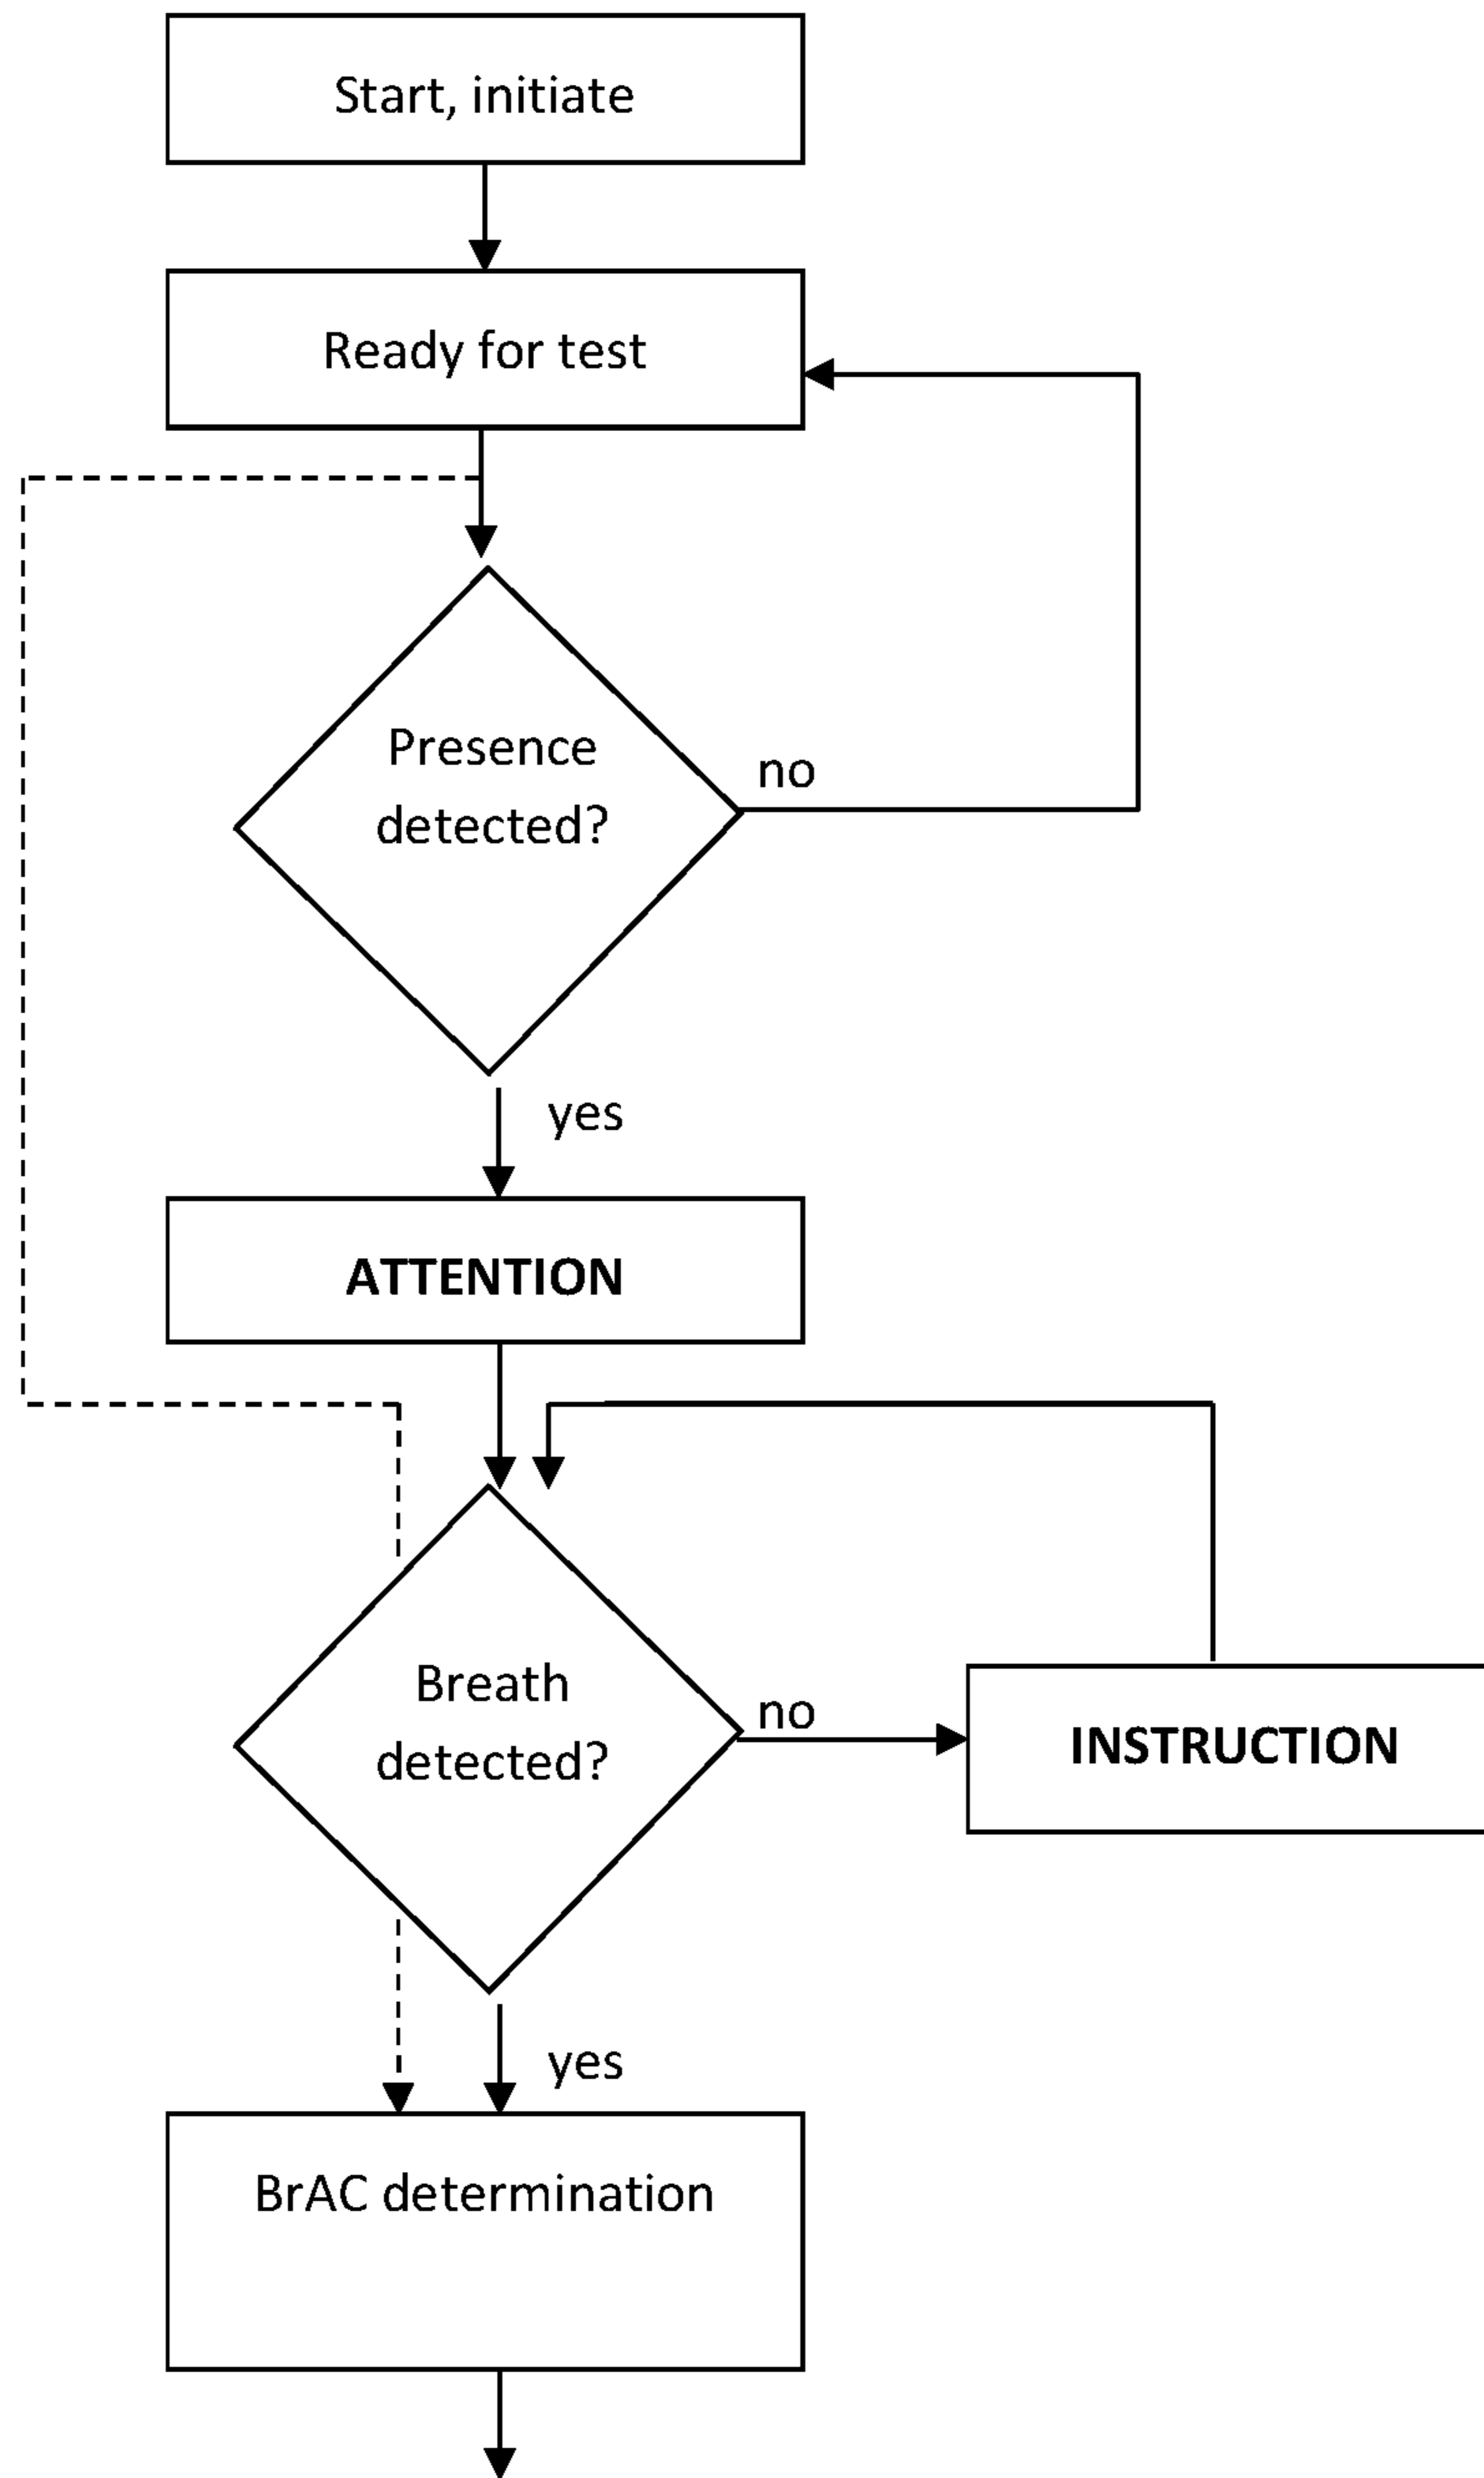 Start, initiate
Ready for test
Presence
detected?
no
yes
ATTENTION
Breath
detected?
no
INSTRUCTION
yes
BrAC determination